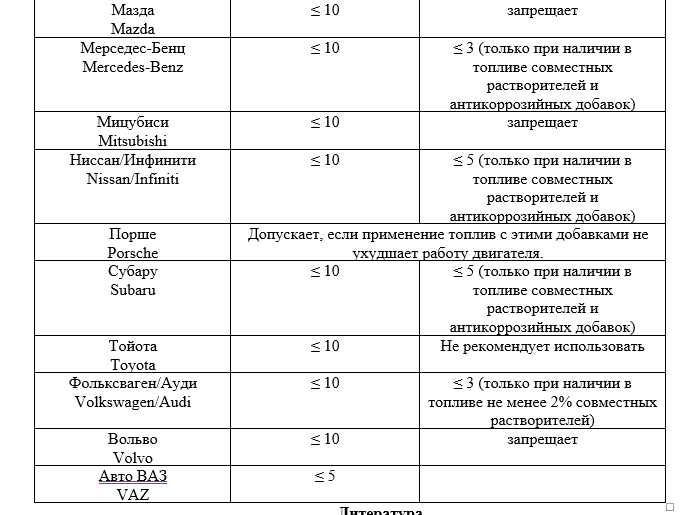 Мазда
Mazda
≤ 10
запрещает
Мерседес-Бенц
Mercedes-Benz
≤ 10
≤ 3 (только при наличии в
топливе совместных
растворителей и
антикоррозийных добавок)
Мицубиси
Mitsubishi
≤ 10
запрещает
Ниссан/Инфинити
Nissan/Infiniti
≤ 10
≤ 5 (только при наличии в
топливе совместных
растворителей и
антикоррозийных добавок)
Порше
Porsche
Допускает, если применение топлив с этими добавками не
ухудшает работу двигателя.
Субару
Subaru
≤ 10
≤ 5 (только при наличии в
топливе совместных
растворителей и
антикоррозийных добавок)
Тойота
Toyota
≤ 10
Не рекомендует использовать
Фольксваген/Ауди
Volkswagen/Audi
≤ 10
≤ 3 (только при наличии в
топливе не менее 2% совместных
растворителей)
Вольво
Volvo
≤ 10
запрещает
Авто ВАЗ
VAZ
≤ 5
Литература